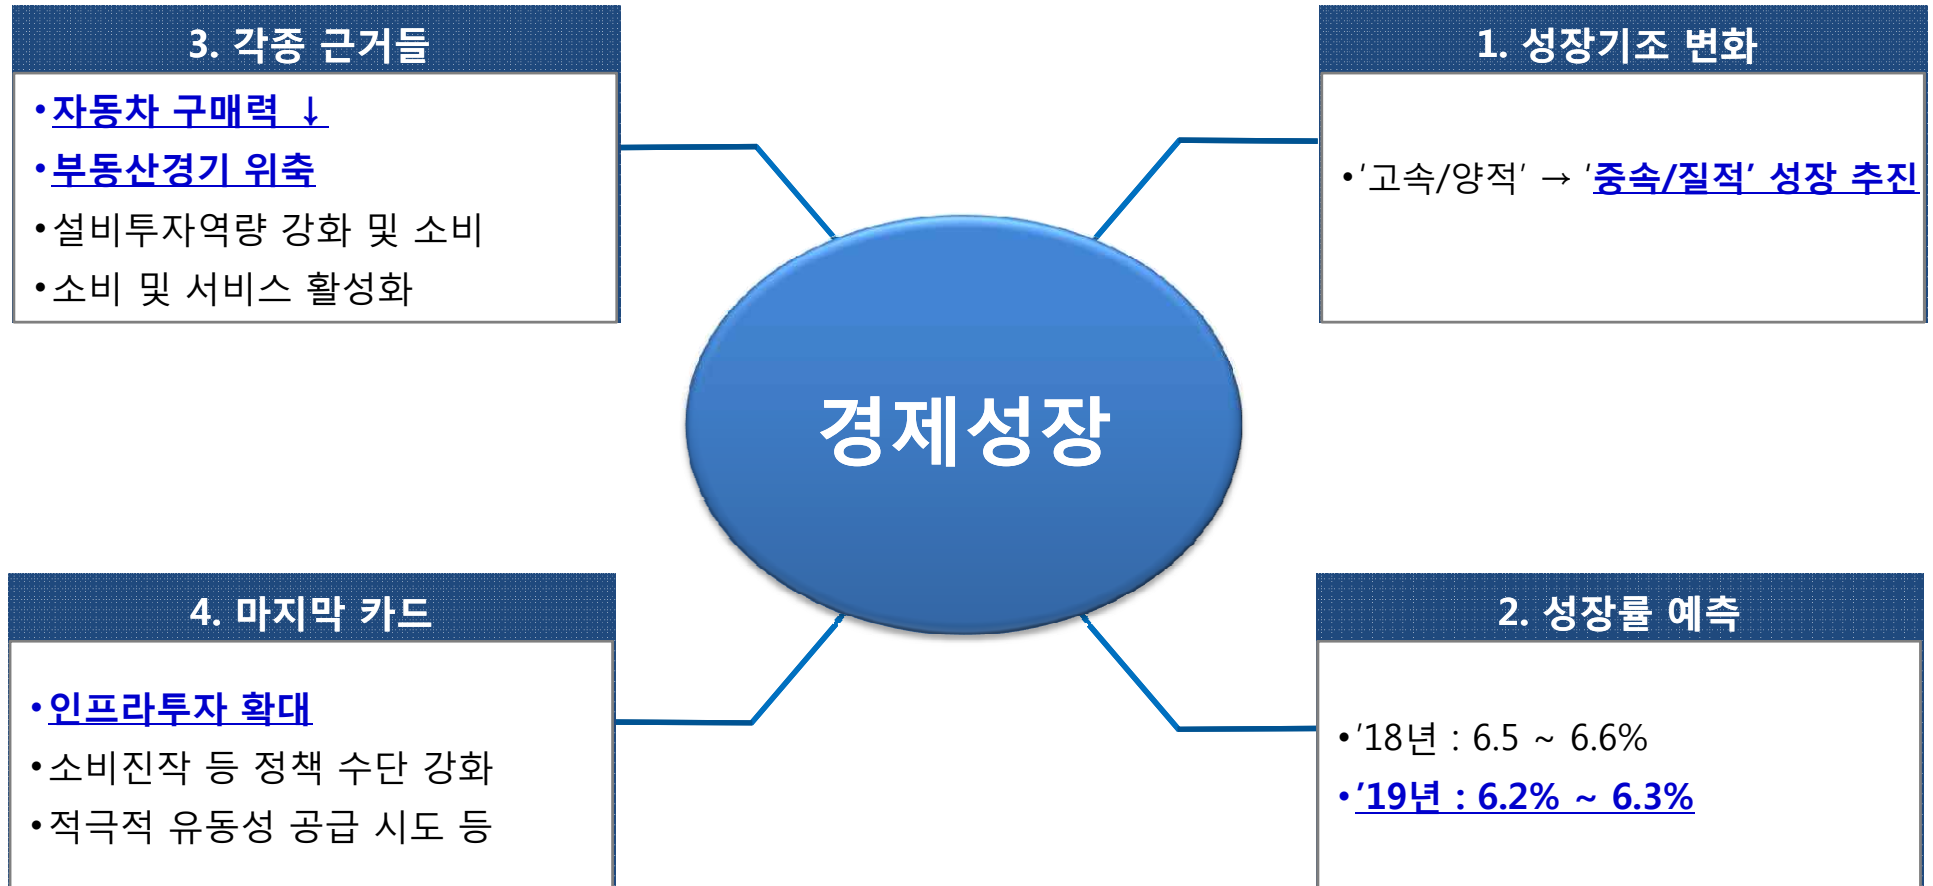 3. 각종 근거들
•자동차 구매력 ↓
•부동산경기 위축
•설비투자역량 강화 및 소비
•소비 및 서비스 활성화
1. 성장기조 변화
•'고속/양적' → '중속/질적' 성장 추진
경제성장
4. 마지막 카드
•인프라투자 확대
•소비진작 등 정책 수단 강화
•적극적 유동성 공급 시도 등
2. 성장률 예측
•'18년 : 6.5 ~ 6.6%
•'19년 : 6.2% ~ 6.3%